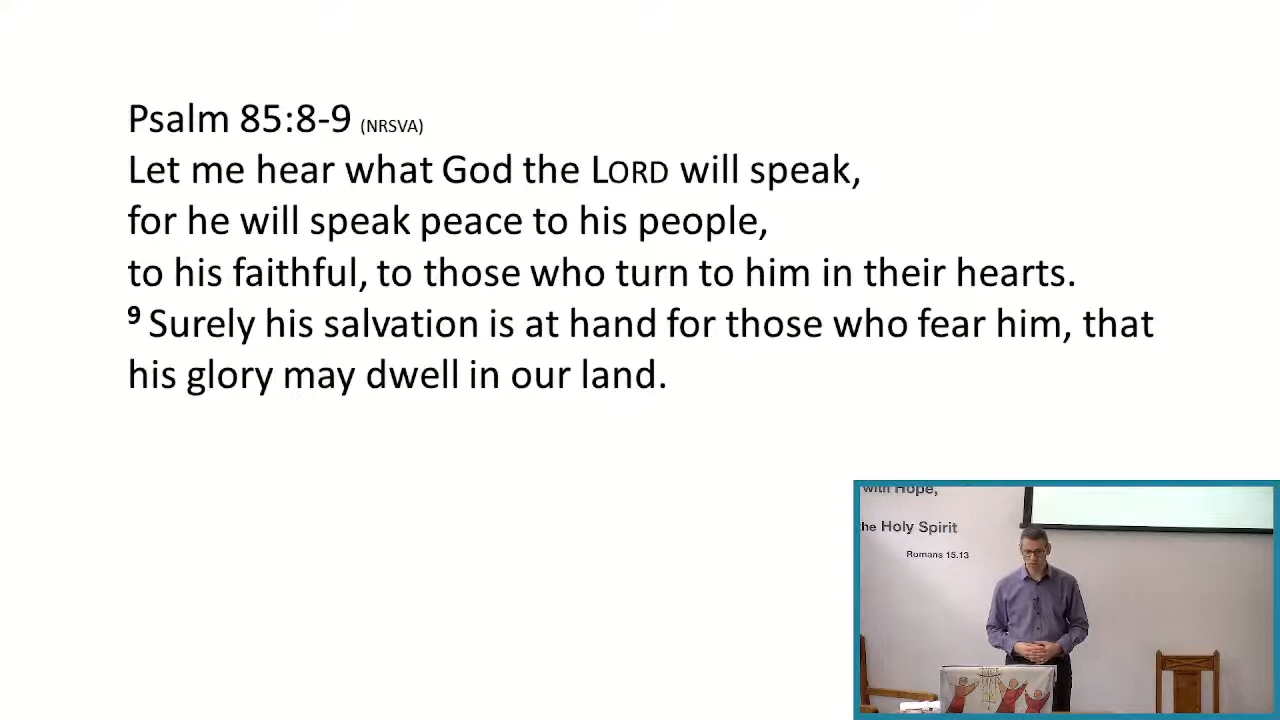 Psalm 85:8-9 (NRSVA)
Let me hear what God the LORD will speak,
for he will speak peace to his people,
to his faithful, to those who turn to him in their hearts.
9 Surely his salvation is at hand for those who fear him, that
his glory may dwell in our land.
with Hope,
the Holy Spirit
Romans 15.13